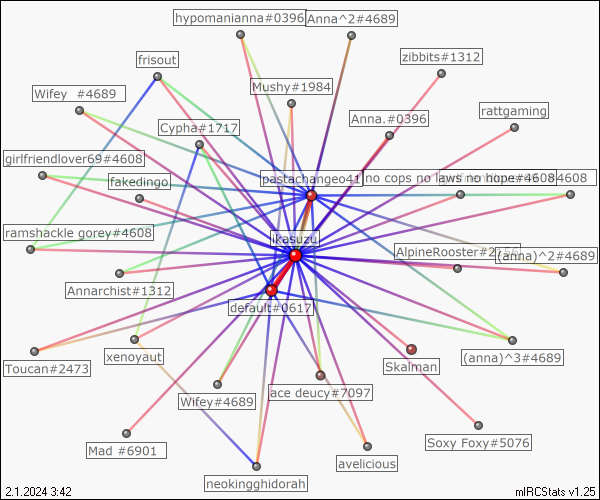 hypomanianna#0396
Anna^2#4689
frisout
zibbits#1312
Wifey #4689
Mushy#1984
Anna.#0396
rattgaming
Cypha#1717
girlfriendlover69#4608
fakedingo
pastachangeo41
no cops no laws no hope#4608
4608
ramshackle gorey#4608
ikasuzu
AlpineRooster#2
(anna)^2#4689
Annarchist#1312
default#0617
xenoyaut
(anna)^3#4689
Toucan#2473
Skalman
Wifey#4689
ace deucy#7097
Mad #6901
Soxy Foxy#5076
avelicious
neokingghidorah
2.1.2024 3:42
mIRCStats v1.25